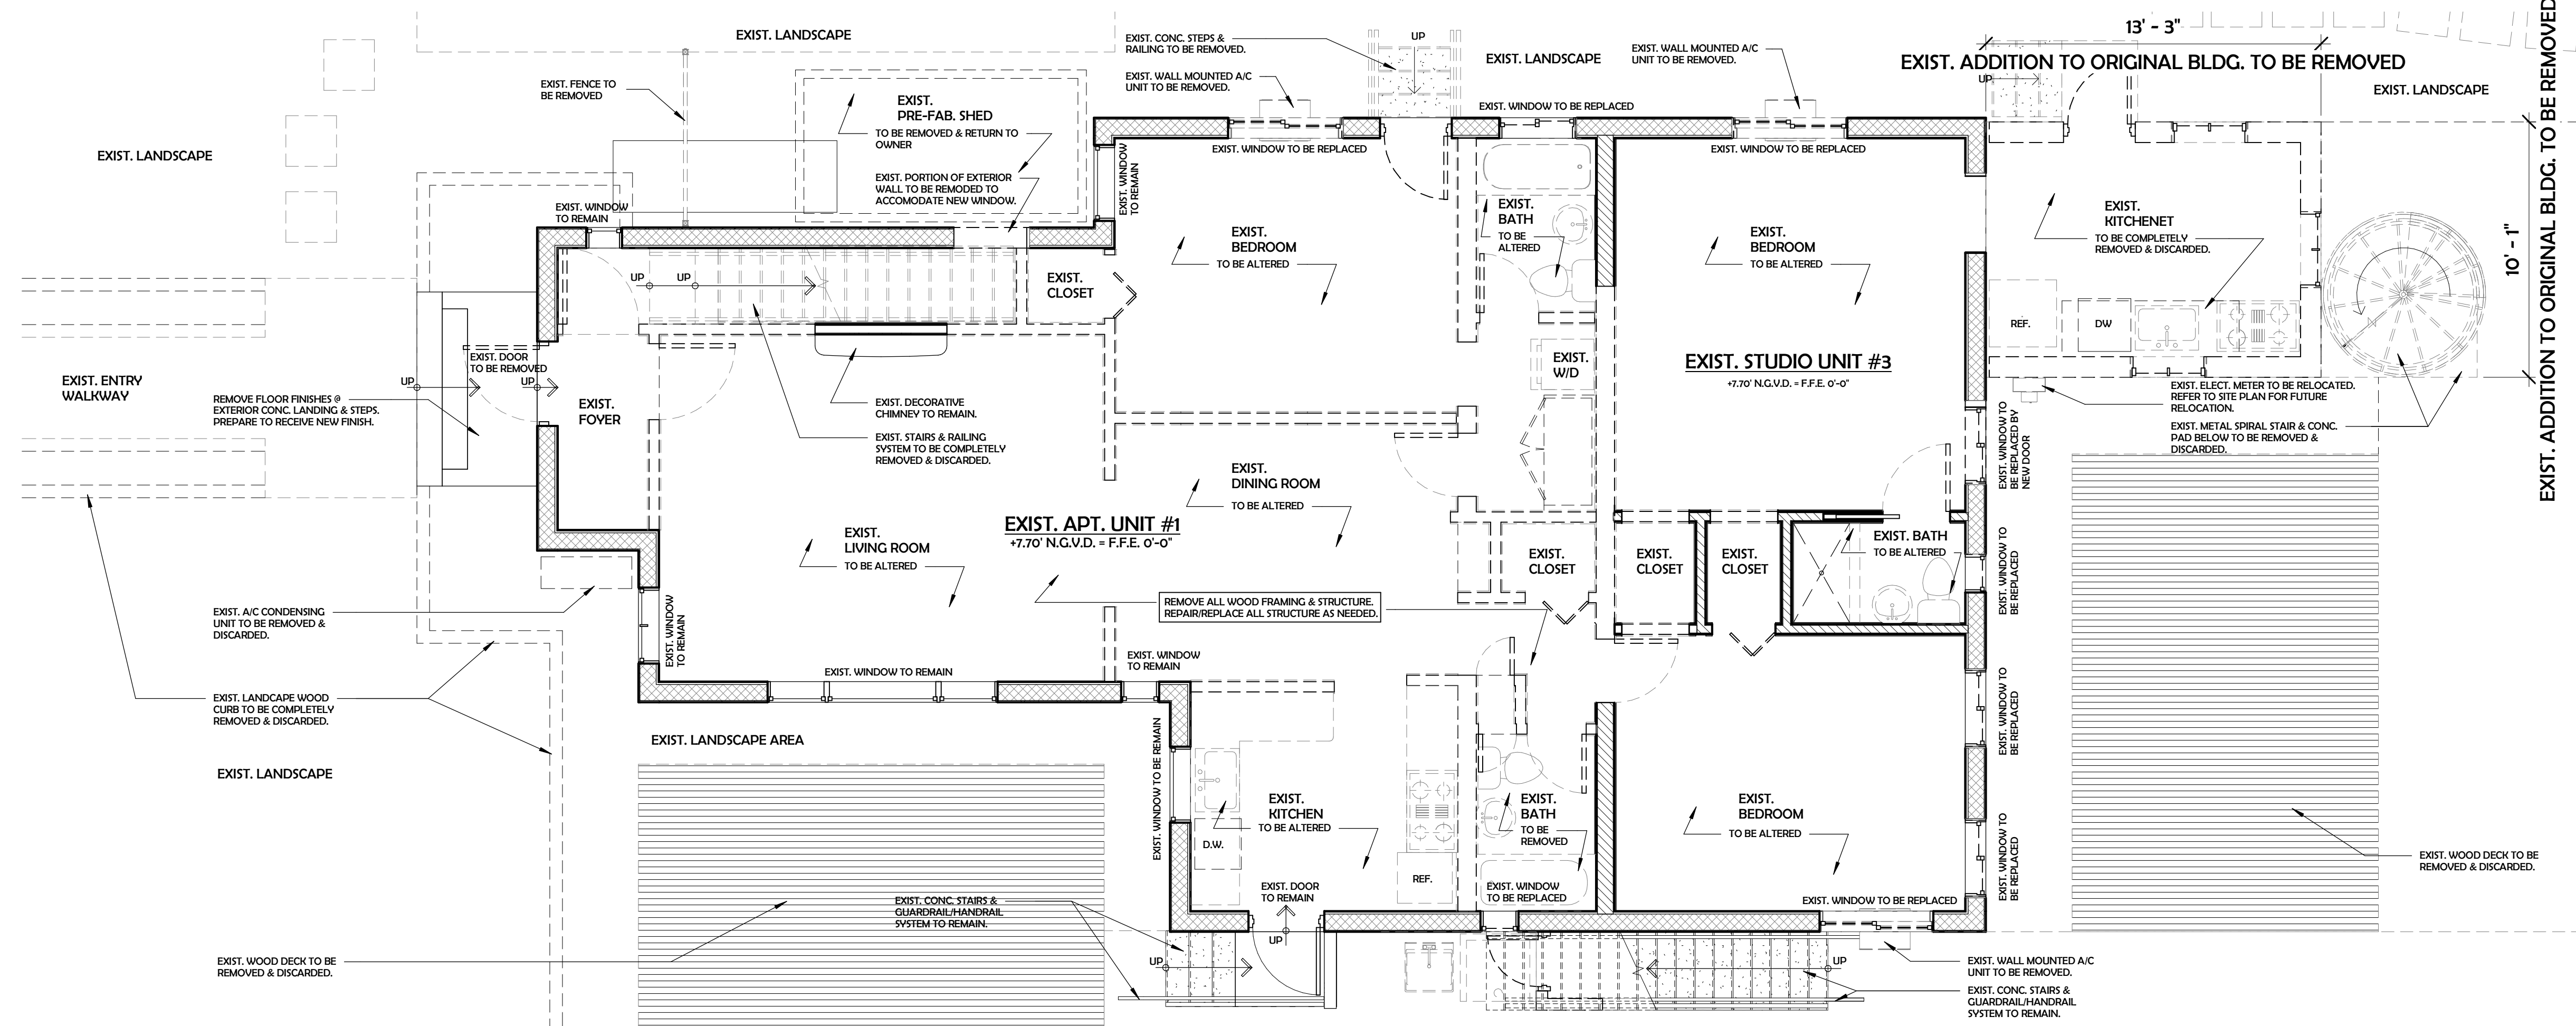 EXIST. LANDSCAPE
EXIST. FENCE TO
BE REMOVED
EXIST. LANDSCAPE
EXIST.
PRE-FAB. SHED
TO BE REMOVED & RETURN TO
OWNER
EXIST. PORTION OF EXTERIOR
WALL TO BE REMODED TO
ACCOMODATE NEW WINDOW.
EXIST. WINDOW
TO REMAIN
EXIST. CONC. STEPS &
RAILING TO BE REMOVED.
EXIST. WALL MOUNTED A/C
UNIT TO BE REMOVED.
UP
EXIST. LANDSCAPE
EXIST. WALL MOUNTED A/C
UNIT TO BE REMOVED.
EXIST. WINDOW TO BE REPLACED
13' - 3"
EXIST. ADDITION TO ORIGINAL BLDG. TO BE REMOVED
UP
EXIST. LANDSCAPE
10' - 1"
EXIST. ADDITION TO ORIGINAL BLDG. TO BE REMOVED
EXIST. WINDOW
TO REMAIN
EXIST. WINDOW TO BE REPLACED
EXIST. WINDOW TO BE REPLACED
EXIST.
BEDROOM
TO BE ALTERED
EXIST.
BATH
TO BE
ALTERED
EXIST.
BEDROOM
TO BE ALTERED
EXIST.
KITCHENET
TO BE COMPLETELY
REMOVED & DISCARDED.
REF.
DW
UP
UP
EXIST.
CLOSET
EXIST. DOOR
TO BE REMOVED
UP
UP
EXIST. ENTRY
WALKWAY
REMOVE FLOOR FINISHES @
EXTERIOR CONC. LANDING & STEPS.
PREPARE TO RECEIVE NEW FINISH.
EXIST.
FOYER
EXIST. DECORATIVE
CHIMNEY TO REMAIN.
EXIST. STAIRS & RAILING
SYSTEM TO BE COMPLETELY
REMOVED & DISCARDED.
EXIST.
W/D
EXIST. STUDIO UNIT #3
+7.70' N.G.V.D. = F.F.E. 0'-0"
EXIST. ELECT. METER TO BE RELOCATED.
REFER TO SITE PLAN FOR FUTURE
RELOCATION.
EXIST. METAL SPIRAL STAIR & CONC.
PAD BELOW TO BE REMOVED &
DISCARDED.
EXIST. WINDOW TO
BE REPLACED BY
NEW DOOR
EXIST.
DINING ROOM
TO BE ALTERED
EXIST. APT. UNIT #1
+7.70' N.G.V.D. = F.F.E. 0'-0"
EXIST.
LIVING ROOM
TO BE ALTERED
EXIST.
CLOSET
EXIST.
CLOSET
EXIST.
CLOSET
EXIST. BATH
TO BE ALTERED
EXIST. WINDOW TO
BE REPLACED
REMOVE ALL WOOD FRAMING & STRUCTURE.
REPAIR/REPLACE ALL STRUCTURE AS NEEDED.
EXIST. A/C CONDENSING
UNIT TO BE REMOVED &
DISCARDED.
EXIST. WINDOW
TO REMAIN
EXIST. WINDOW TO REMAIN
EXIST. WINDOW
TO REMAIN
EXIST. LANDCAPE WOOD
CURB TO BE COMPLETELY
REMOVED & DISCARDED.
EXIST. WINDOW TO
BE REPLACED
EXIST. LANDSCAPE AREA
EXIST. LANDSCAPE
EXIST. WINDOW TO BE REMAIN
EXIST.
KITCHEN
TO BE ALTERED
D.W.
REF.
EXIST.
BATH
TO BE
REMOVED
EXIST.
BEDROOM
TO BE ALTERED
EXIST. WINDOW TO
BE REPLACED
EXIST. WOOD DECK TO BE
REMOVED & DISCARDED.
EXIST. DOOR
TO REMAIN
EXIST. WINDOW
TO BE REPLACED
EXIST. WINDOW TO BE REPLACED
EXIST. CONC. STAIRS &
GUARDRAIL/HANDRAIL
SYSTEM TO REMAIN.
UP
UP
UP
EXIST. WOOD DECK TO BE
REMOVED & DISCARDED.
EXIST. WALL MOUNTED A/C
UNIT TO BE REMOVED.
EXIST. CONC. STAIRS &
GUARDRAIL/HANDRAIL
SYSTEM TO REMAIN.